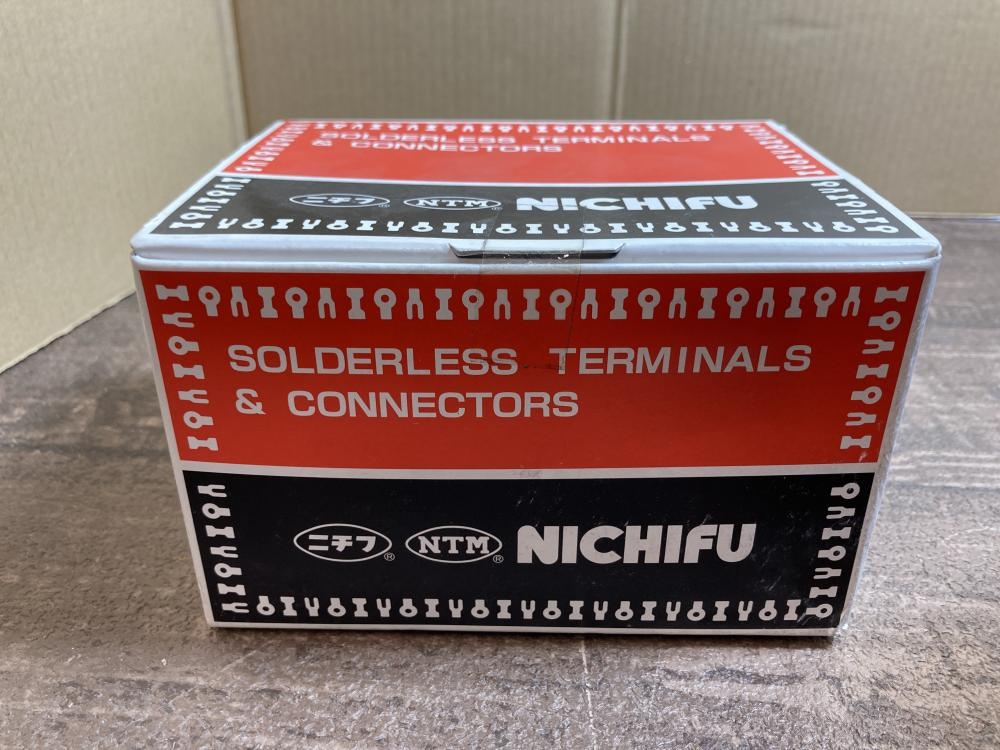 SOLDERLESS TERMINALS
& CONNECTORS
ニチフ® NTM® NICHIFU
SOLDERLESS TERMINALS
& CONNECTORS
ニチフ® NTM® NICHIFU